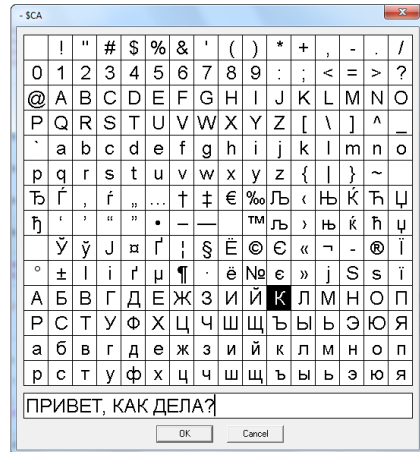 - $CA
! " # $ % & ' ( ) * + , - . /
0 1 2 3 4 5 6 7 8 9 : ; < = > ?
@ A B C D E F G H I J K L M N O
P Q R S T U V W X Y Z [ \ ] ^ _
` a b c d e f g h i j k l m n o
p q r s t u v w x y z { | } ~
Ђ Ѓ ‚ ѓ „ … † ‡ € ‰ Љ ‹ Њ Ќ Ћ Џ
ђ ‘ ’ “ ” • – — ™ љ › њ ќ ћ џ
Ў ў Ј ¤ Ґ ¦ § Ё © Є « ¬ - ® Ї
° ± І і ґ µ ¶ · ё № є » ј Ѕ ѕ ї
А Б В Г Д Е Ж З И Й К Л М Н О П
Р С Т У Ф Х Ц Ч Ш Щ Ъ Ы Ь Э Ю Я
а б в г д е ж з и й к л м н о п
р с т у ф х ц ч ш щ ъ ы ь э ю я
ПРИВЕТ, КАК ДЕЛА?
OK Cancel